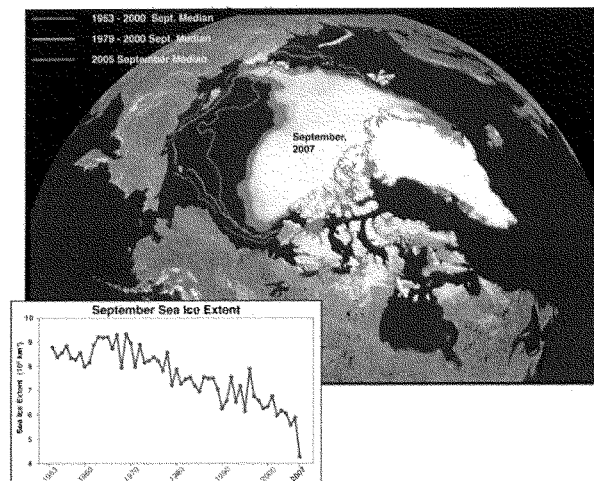 1953 - 2000 Sept. Median
1979 - 2000 Sept. Median
2005 September Median
September,
2007
September Sea Ice Extent
Sea Ice Extent (10⁶ km²)
10
9
8
7
6
5
4
1953
1960
1970
1980
1990
2000
2007